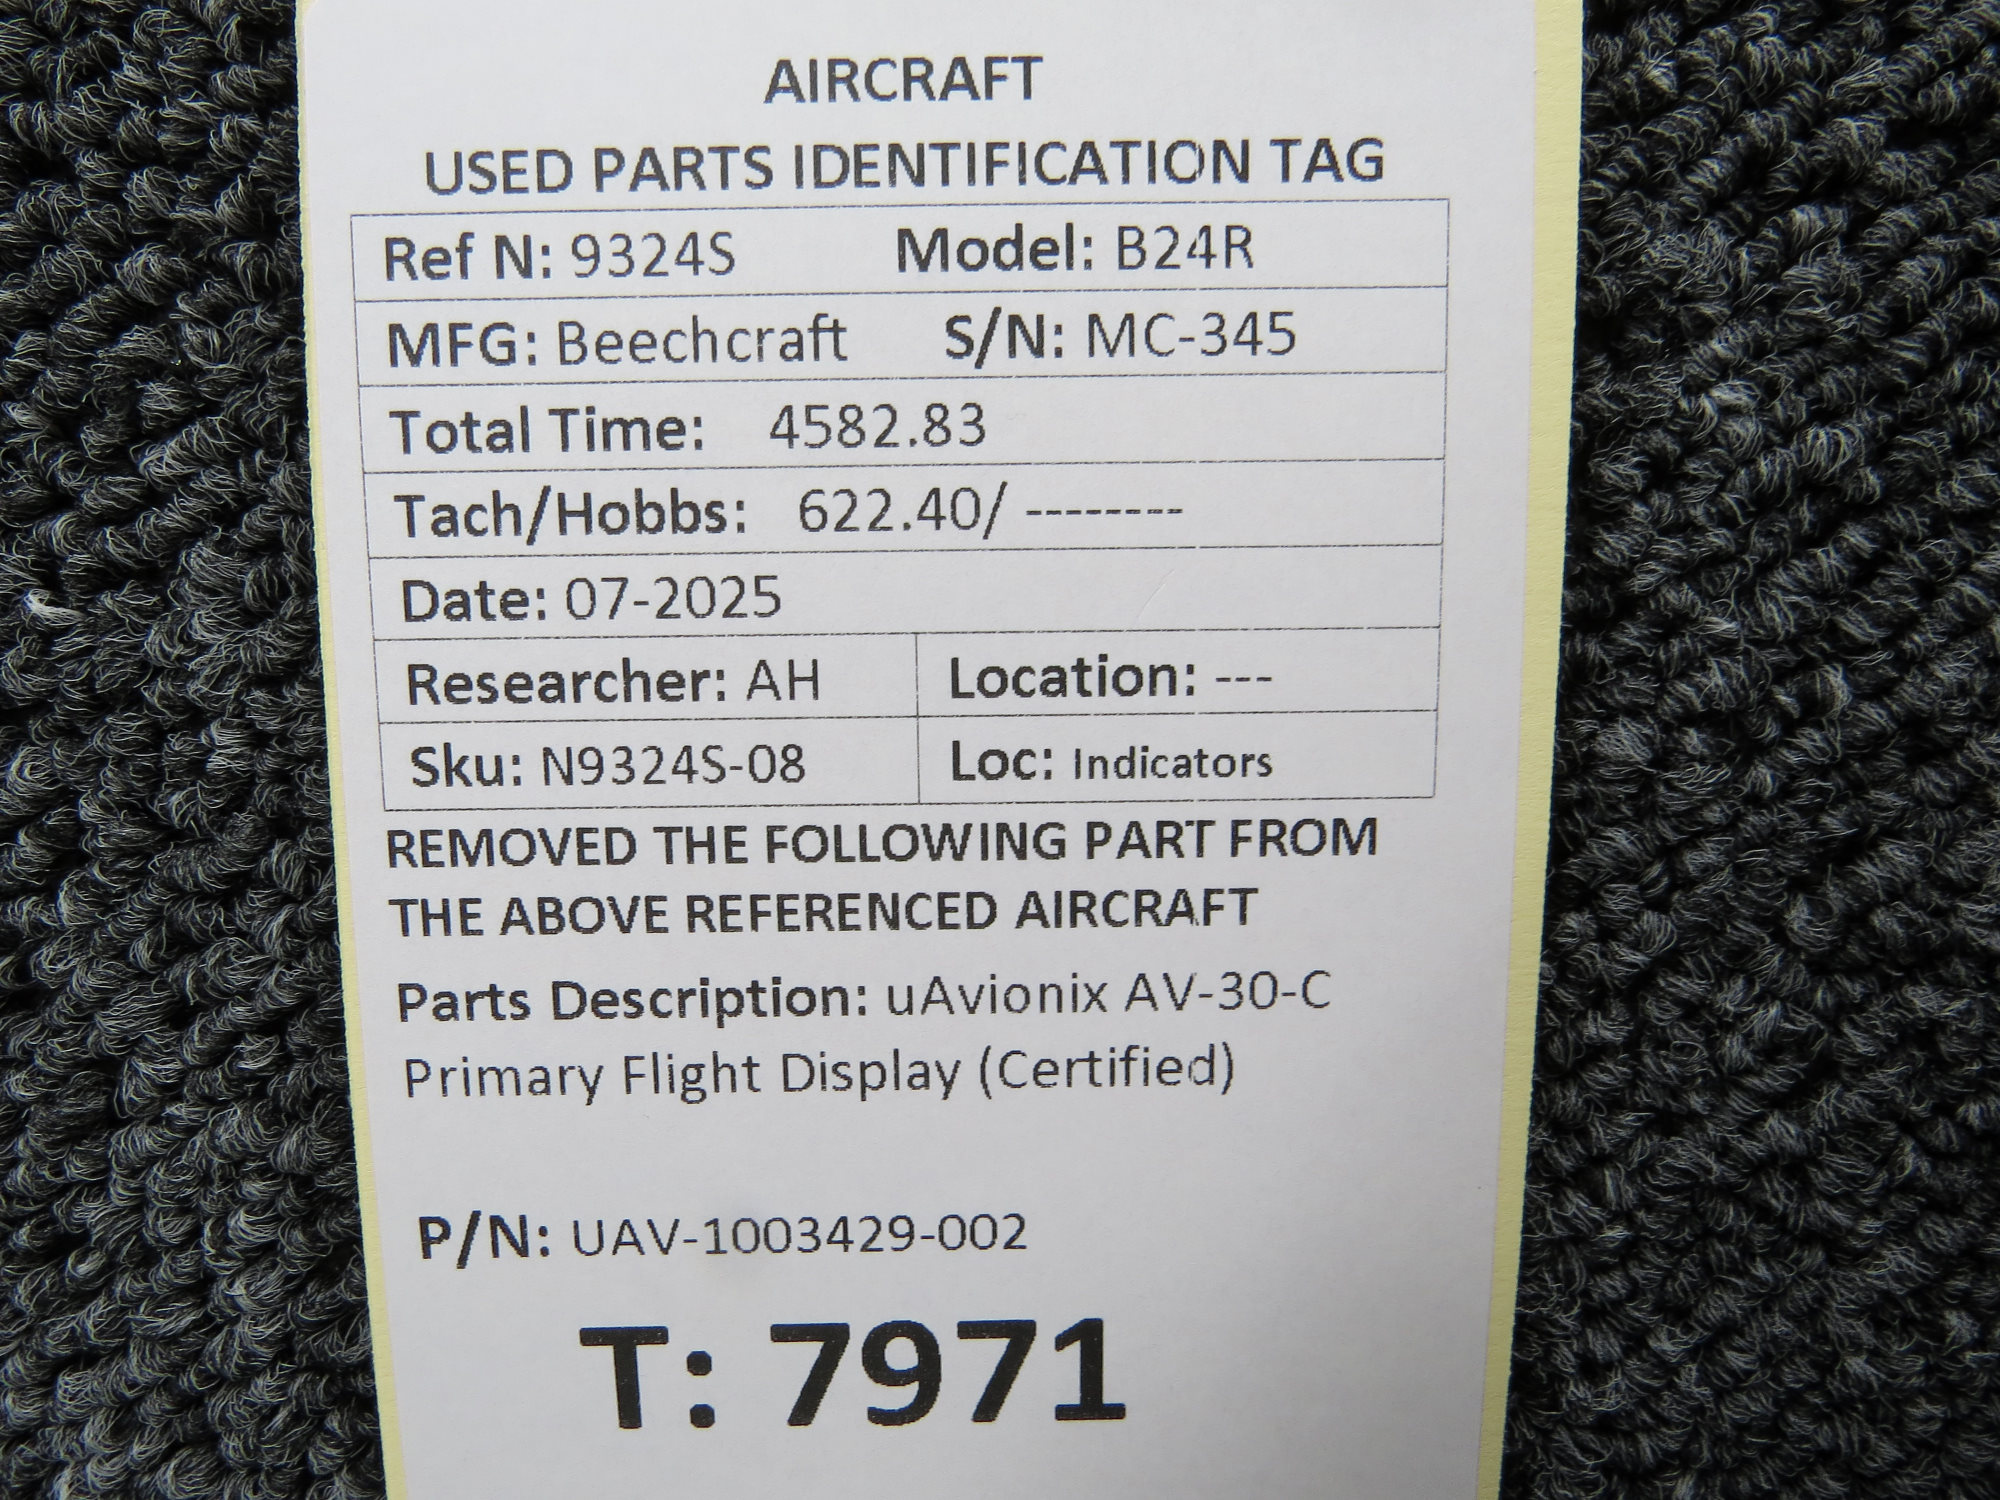 AIRCRAFT
USED PARTS IDENTIFICATION TAG
Ref N: 9324S Model: B24R
MFG: Beechcraft S/N: MC-345
Total Time: 4582.83
Tach/Hobbs: 622.40/ --------
Date: 07-2025
Researcher: AH Location: ---
Sku: N9324S-08 Loc: Indicators
REMOVED THE FOLLOWING PART FROM
THE ABOVE REFERENCED AIRCRAFT
Parts Description: uAvionix AV-30-C
Primary Flight Display (Certified)
P/N: UAV-1003429-002
T: 7971